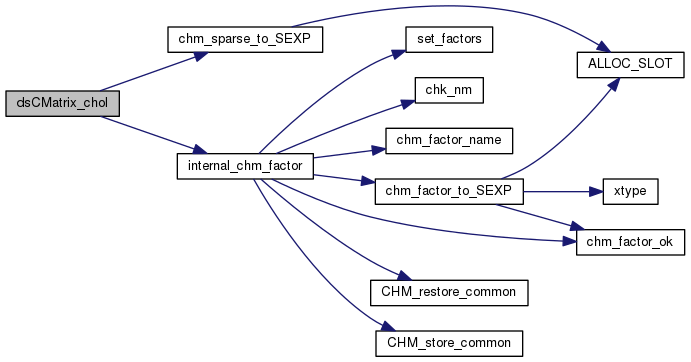 chm_sparse_to_SEXP
set_factors
ALLOC_SLOT
chk_nm
dsCMatrix_chol
chm_factor_name
internal_chm_factor
chm_factor_to_SEXP
xtype
chm_factor_ok
CHM_restore_common
CHM_store_common